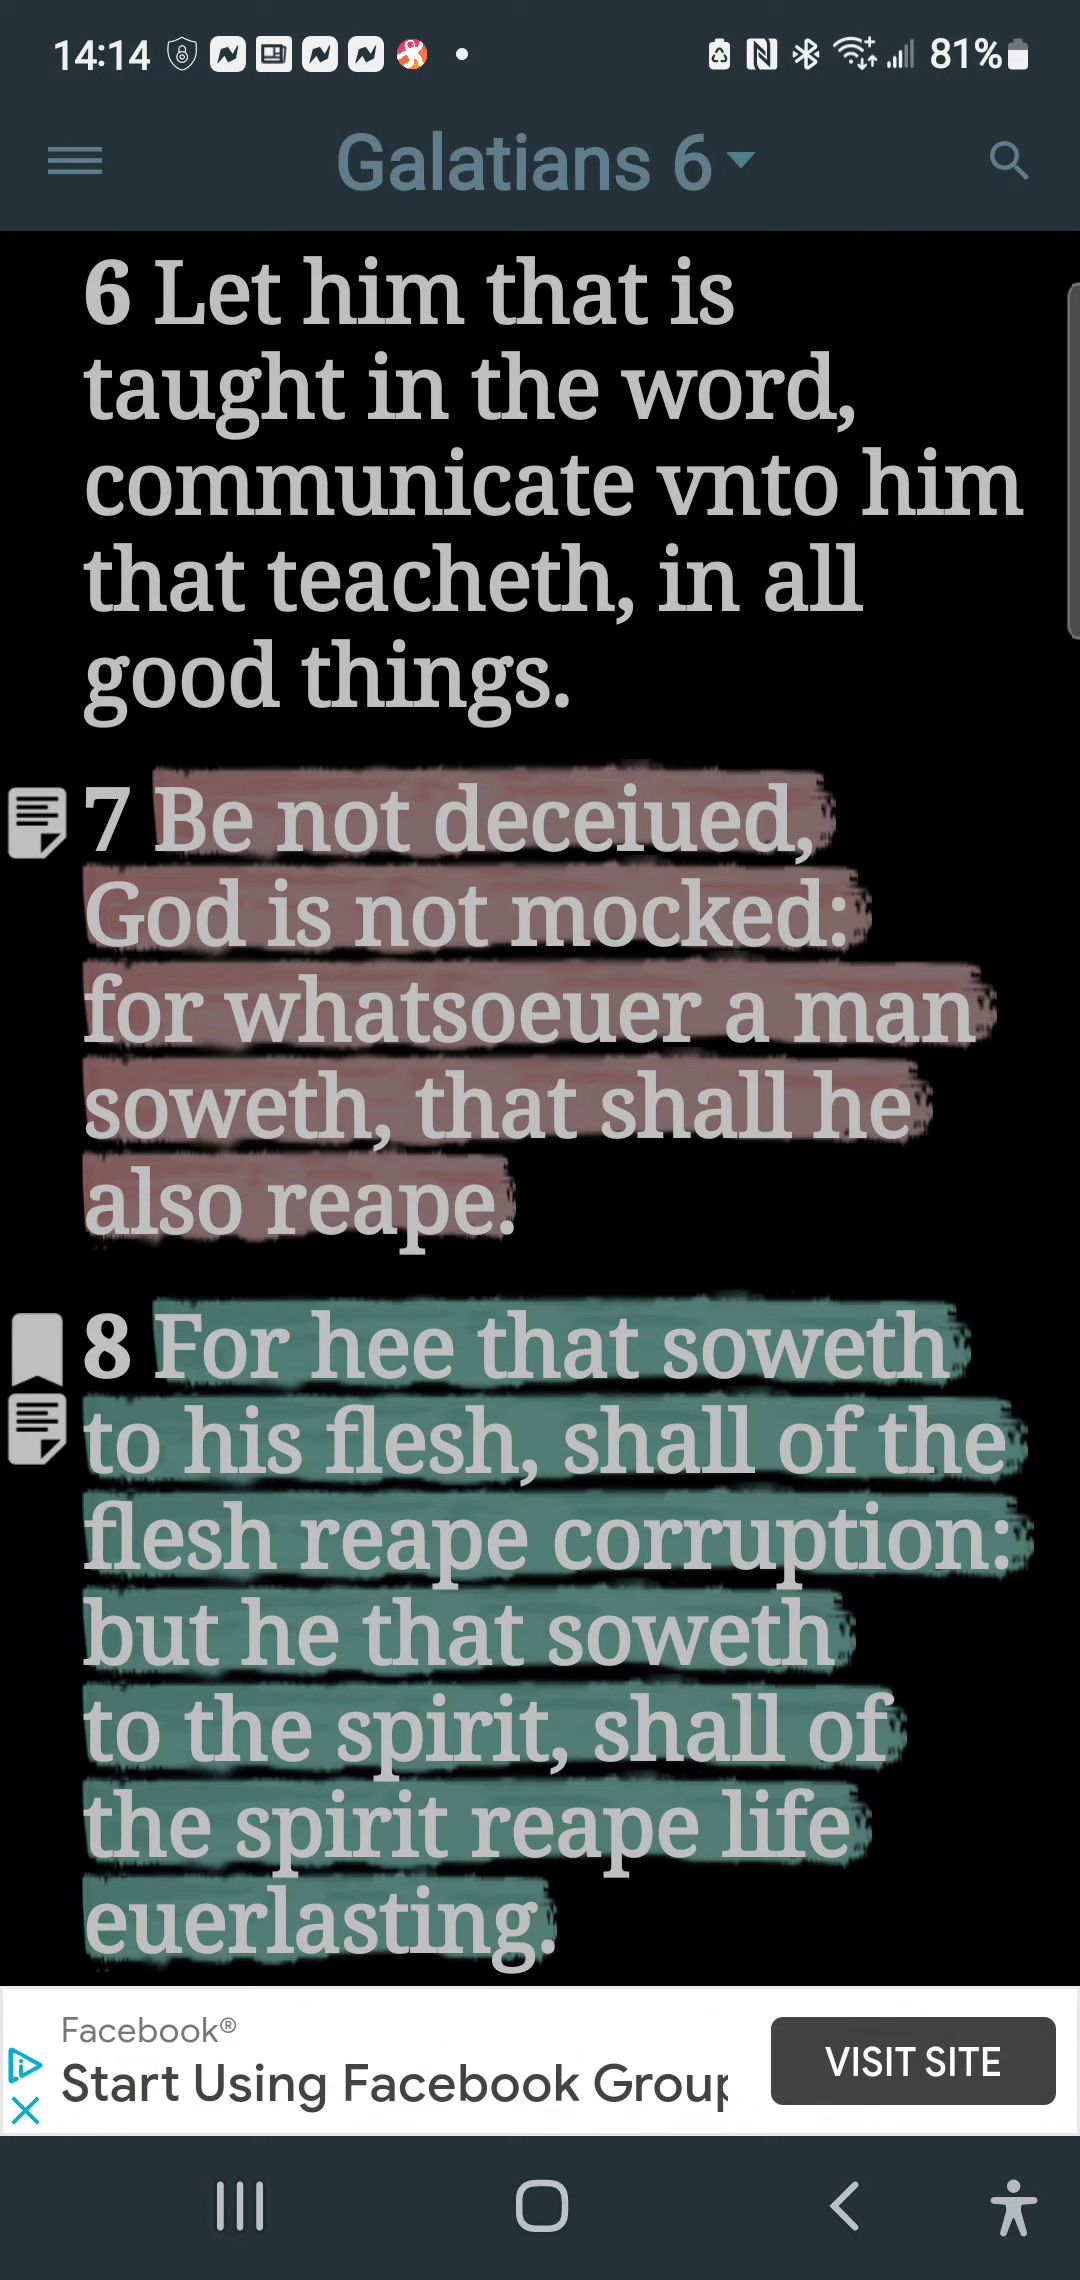 14:14 81%
Galatians 6
6 Let him that is
taught in the word,
communicate vnto him
that teacheth, in all
good things.
7 Be not deceiued,
God is not mocked:
for whatsoeuer a man
soweth, that shall he
also reape.
8 For hee that soweth
to his flesh, shall of the
flesh reape corruption:
but he that soweth
to the spirit, shall of
the spirit reape life
euerlasting.
Facebook®
Start Using Facebook Group
VISIT SITE